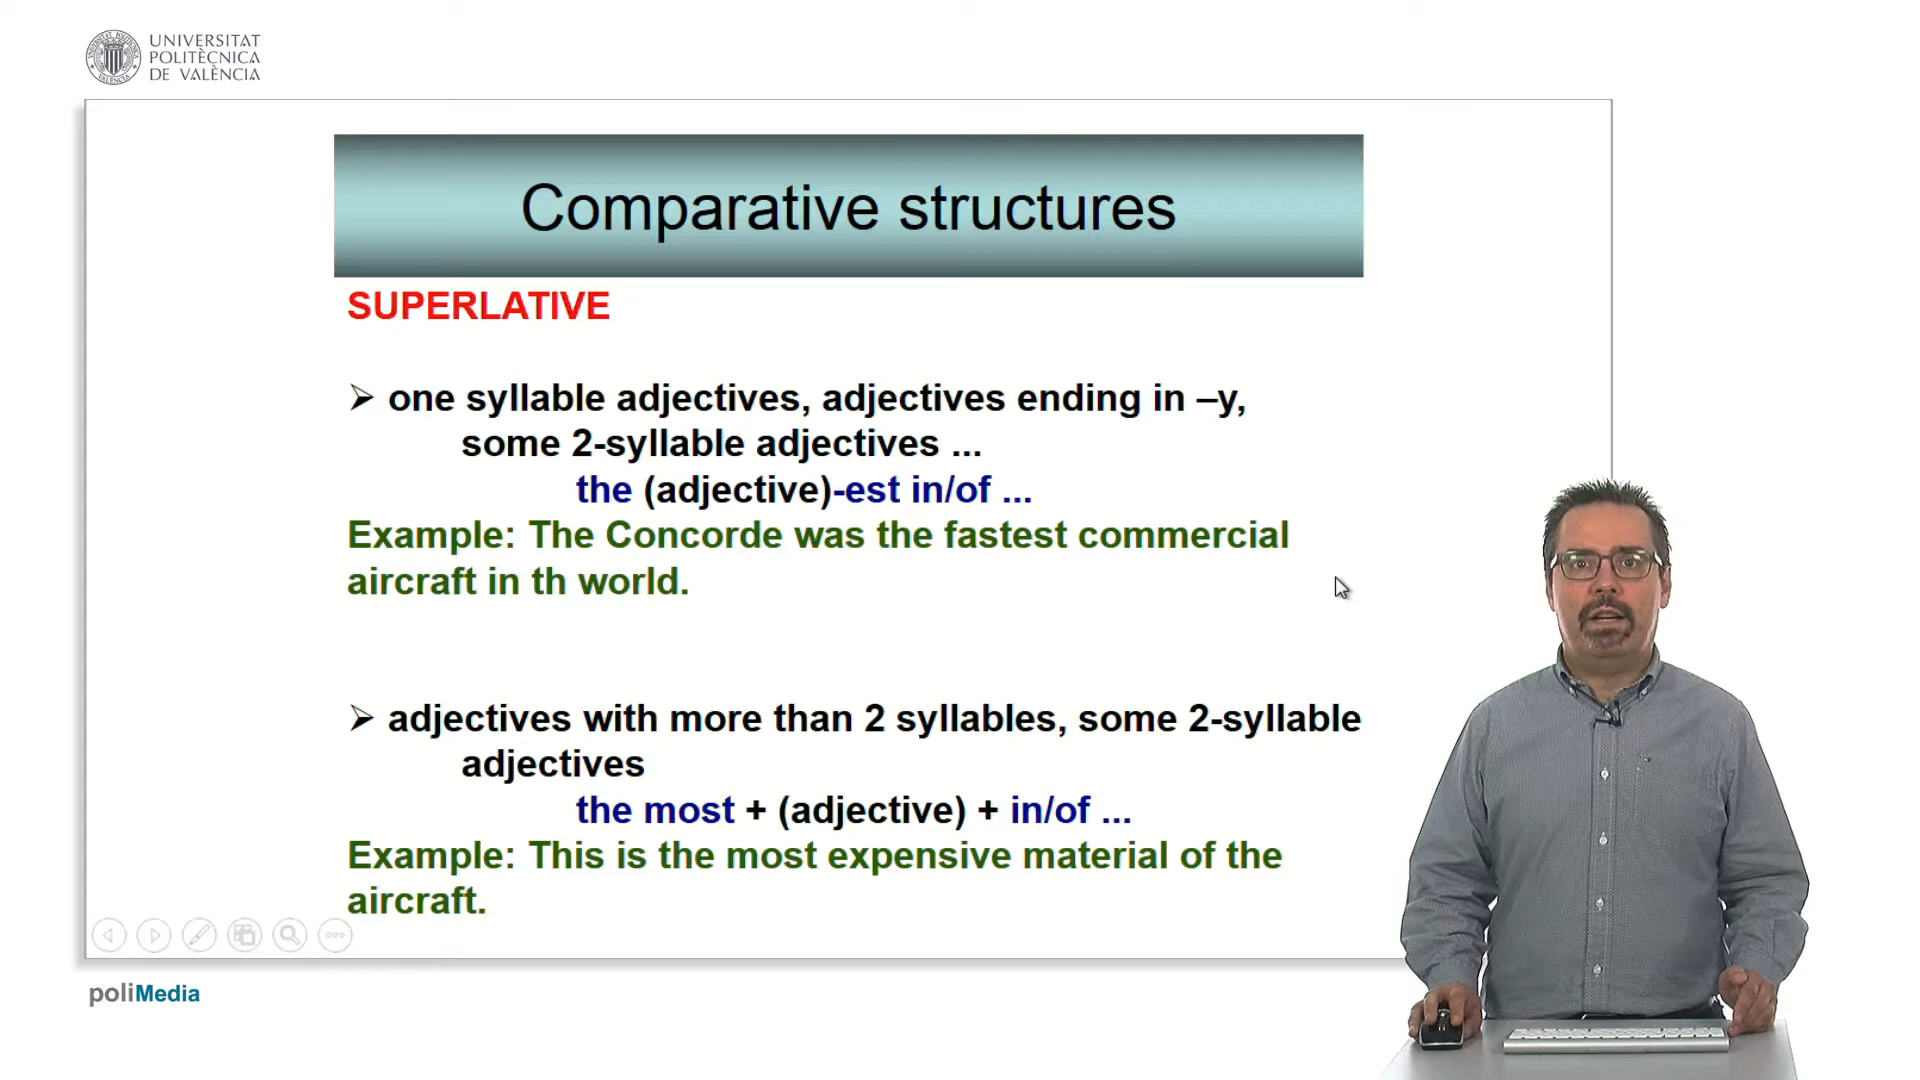 UNIVERSITAT
POLITÈCNICA
DE VALÈNCIA
Comparative structures
SUPERLATIVE
➢ one syllable adjectives, adjectives ending in –y,
some 2-syllable adjectives ...
the (adjective)-est in/of ...
Example: The Concorde was the fastest commercial
aircraft in th world.
➢ adjectives with more than 2 syllables, some 2-syllable
adjectives
the most + (adjective) + in/of ...
Example: This is the most expensive material of the
aircraft.
poliMedia